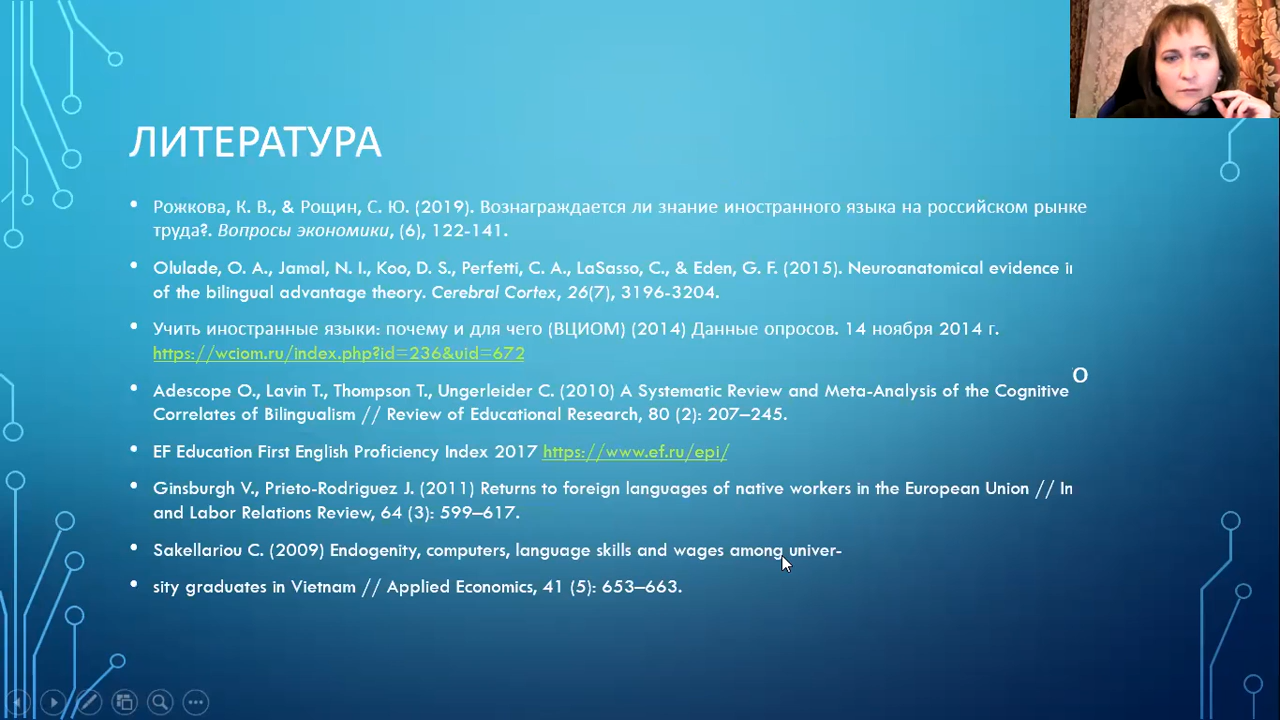 ЛИТЕРАТУРА
• Рожкова, К. В., & Рощин, С. Ю. (2019). Вознаграждается ли знание иностранного языка на российском рынке
труда?. Вопросы экономики, (6), 122-141.
• Olulade, O. A., Jamal, N. I., Koo, D. S., Perfetti, C. A., LaSasso, C., & Eden, G. F. (2015). Neuroanatomical evidence
of the bilingual advantage theory. Cerebral Cortex, 26(7), 3196-3204.
• Учить иностранные языки: почему и для чего (ВЦИОМ) (2014) Данные опросов. 14 ноября 2014 г.
https://wciom.ru/index.php?id=236&uid=672
О
• Adescope O., Lavin T., Thompson T., Ungerleider C. (2010) A Systematic Review and Meta-Analysis of the Cognitive
Correlates of Bilingualism // Review of Educational Research, 80 (2): 207–245.
• EF Education First English Proficiency Index 2017 https://www.ef.ru/epi/
• Ginsburgh V., Prieto-Rodriguez J. (2011) Returns to foreign languages of native workers in the European Union //
and Labor Relations Review, 64 (3): 599–617.
• Sakellariou C. (2009) Endogenity, computers, language skills and wages among univer-
• sity graduates in Vietnam // Applied Economics, 41 (5): 653–663.